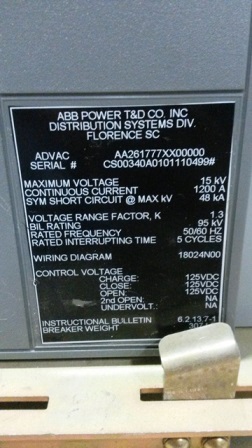 ABB POWER T&D CO. INC
DISTRIBUTION SYSTEMS DIV.
FLORENCE SC
ADVAC AA261777XX00000
SERIAL # CS00340A0101110499#
MAXIMUM VOLTAGE 15 kV
CONTINUOUS CURRENT 1200 A
SYM SHORT CIRCUIT @ MAX kV 48 kA
VOLTAGE RANGE FACTOR, K 1.3
BIL RATING 95 kV
RATED FREQUENCY 50/60 HZ
RATED INTERRUPTING TIME 5 CYCLES
WIRING DIAGRAM 18024N00
CONTROL VOLTAGE
CHARGE: 125VDC
CLOSE: 125VDC
OPEN: 125VDC
2nd OPEN: NA
UNDERVOLT.: NA
INSTRUCTIONAL BULLETIN 6.2.13.7-1
BREAKER WEIGHT 307